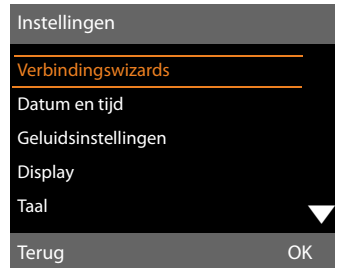 Instellingen
Verbindingswizards
Datum en tijd
Geluidsinstellingen
Display
Taal
Terug OK